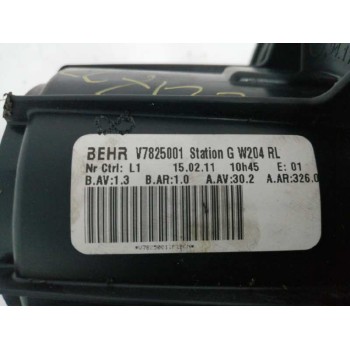 BEHR V7825001 Station G W204 RL
Nr Ctrl: L1 15.02.11 10h45 E: 01
B.AV:1.3 B.AR:1.0 A.AV:30.2 A.AR:326.0